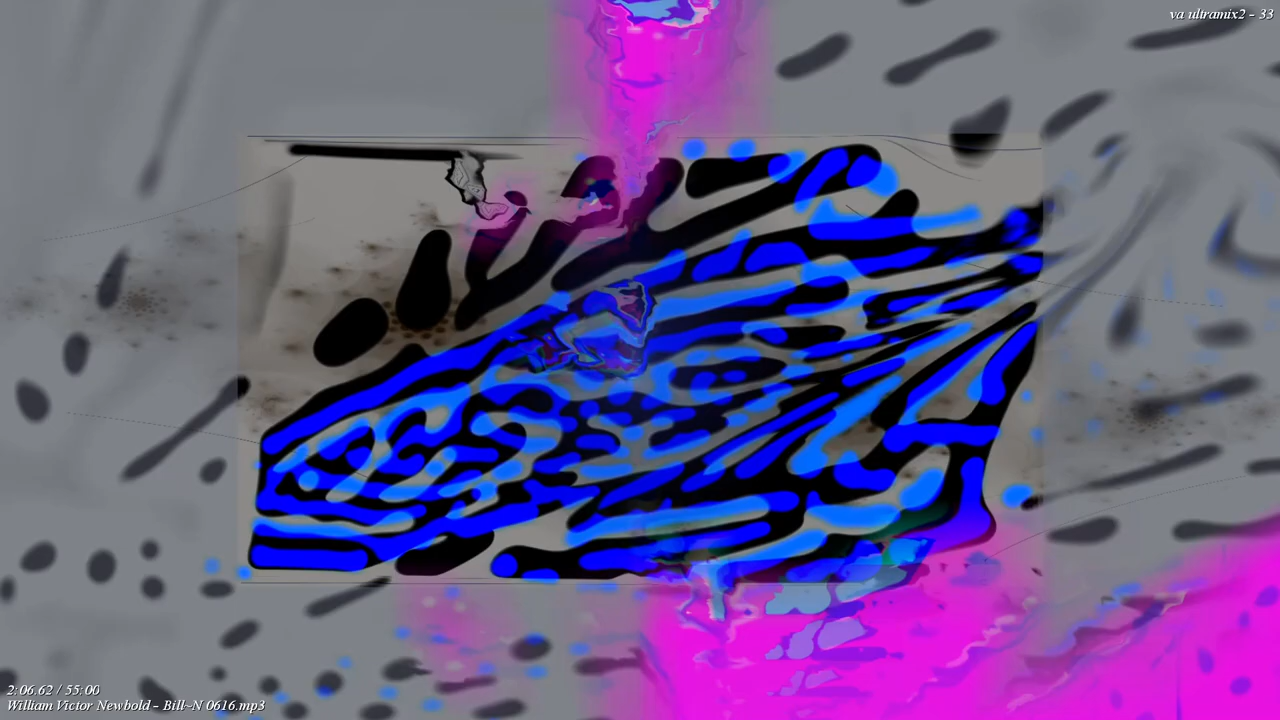 va ultramix2 - 33
2:06.62 / 55:00
William Victor Newbold - Bill~N 0616.mp3